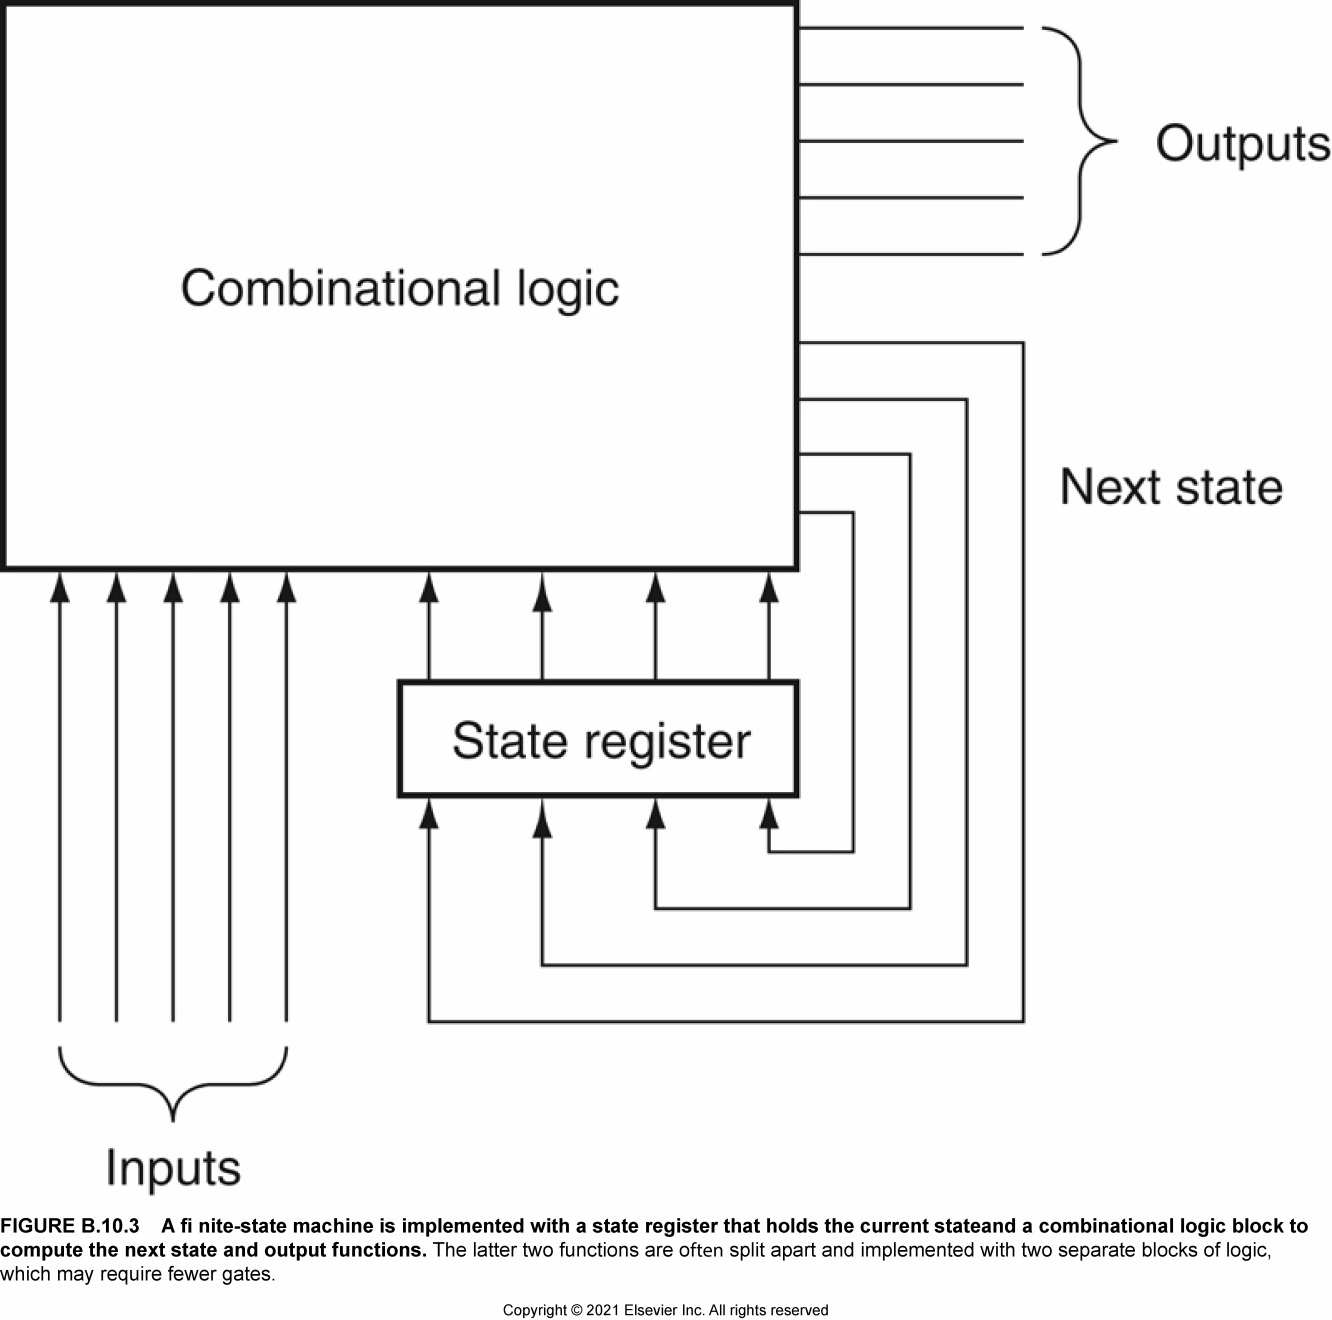 Outputs
Combinational logic
Next state
State register
Inputs
FIGURE B.10.3 A fi nite-state machine is implemented with a state register that holds the current stateand a combinational logic block to
compute the next state and output functions. The latter two functions are often split apart and implemented with two separate blocks of logic,
which may require fewer gates.
Copyright © 2021 Elsevier Inc. All rights reserved